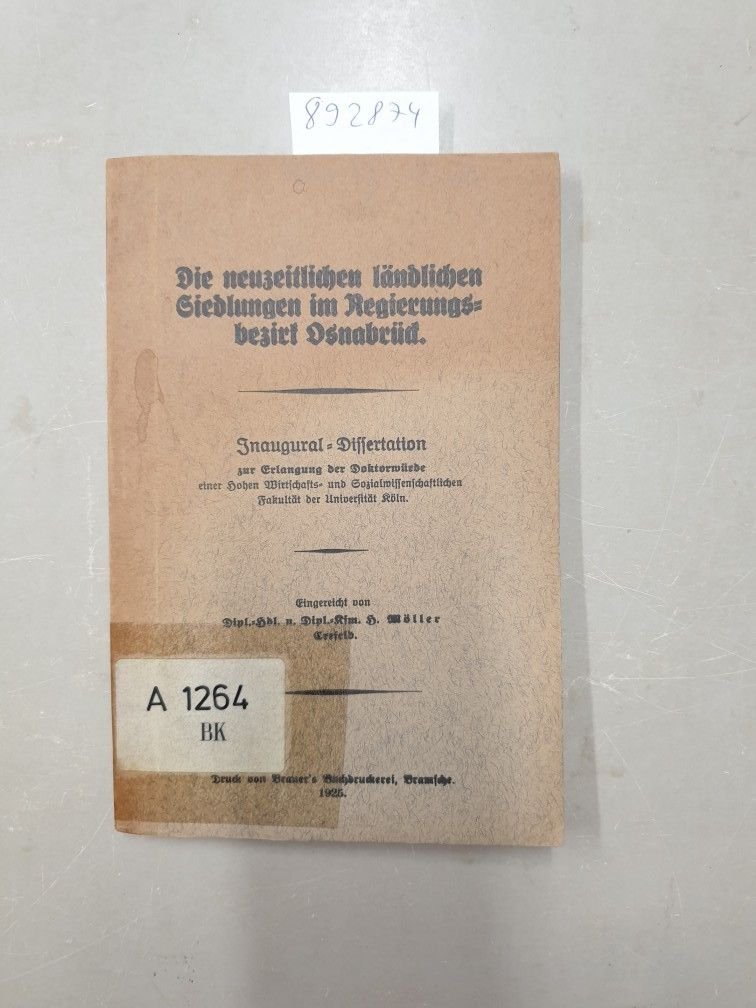 892874
Die neuzeitlichen ländlichen
Siedlungen im Regierungs-
bezirk Osnabrück.
Inaugural-Dissertation
zur Erlangung der Doktorwürde
einer Hohen Wirtschafts- und Sozialwissenschaftlichen
Fakultät der Universität Köln.
Eingereicht von
Dipl.-Hdl. u. Dipl.-Kfm. H. Möller
Crefeld.
A 1264
BK
Druck von Brauer's Buchdruckerei, Bramsche.
1925.